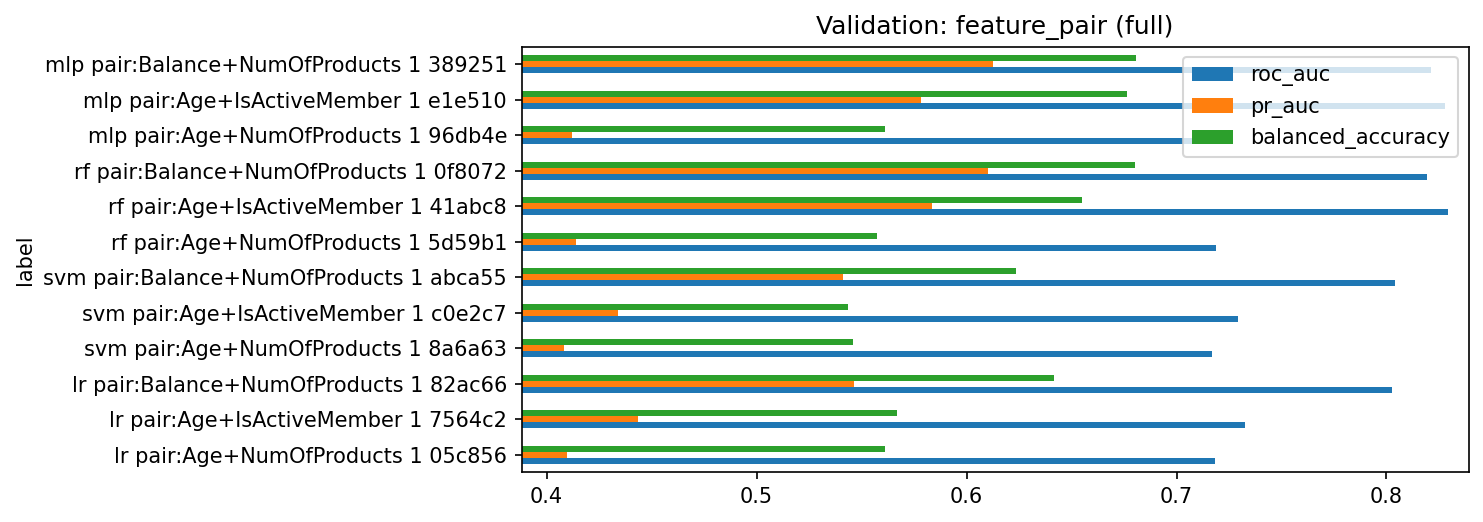 Validation: feature_pair (full)
mlp pair:Balance+NumOfProducts 1 389251
mlp pair:Age+IsActiveMember 1 e1e510
mlp pair:Age+NumOfProducts 1 96db4e
rf pair:Balance+NumOfProducts 1 0f8072
rf pair:Age+IsActiveMember 1 41abc8
rf pair:Age+NumOfProducts 1 5d59b1
svm pair:Balance+NumOfProducts 1 abca55
svm pair:Age+IsActiveMember 1 c0e2c7
svm pair:Age+NumOfProducts 1 8a6a63
lr pair:Balance+NumOfProducts 1 82ac66
lr pair:Age+IsActiveMember 1 7564c2
lr pair:Age+NumOfProducts 1 05c856
label
roc_auc
pr_auc
balanced_accuracy
0.4 0.5 0.6 0.7 0.8